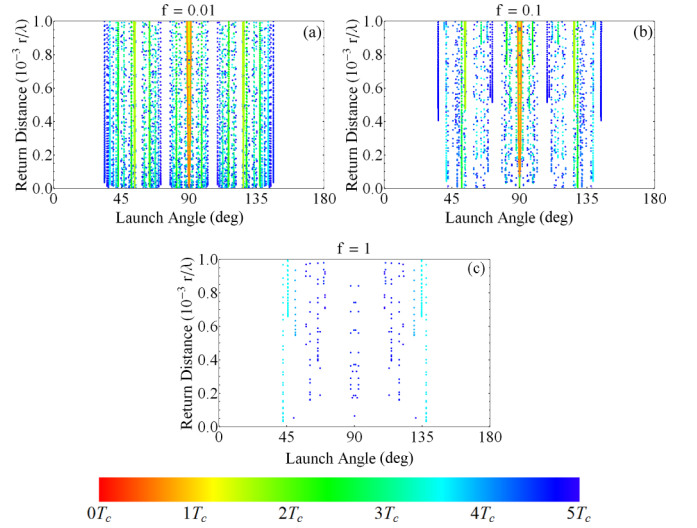 f = 0.01
f = 0.1
(a)
(b)
Return Distance (10⁻³ r/λ)
1.0
0.8
0.6
0.4
0.2
0.0
45 90 135 180
Launch Angle (deg)
Return Distance (10⁻³ r/λ)
1.0
0.8
0.6
0.4
0.2
0.0
0 45 90 135 180
Launch Angle (deg)
f = 1
(c)
Return Distance (10⁻³ r/λ)
1.0
0.8
0.6
0.4
0.2
0.0
0 45 90 135 180
Launch Angle (deg)
0T_c 1T_c 2T_c 3T_c 4T_c 5T_c